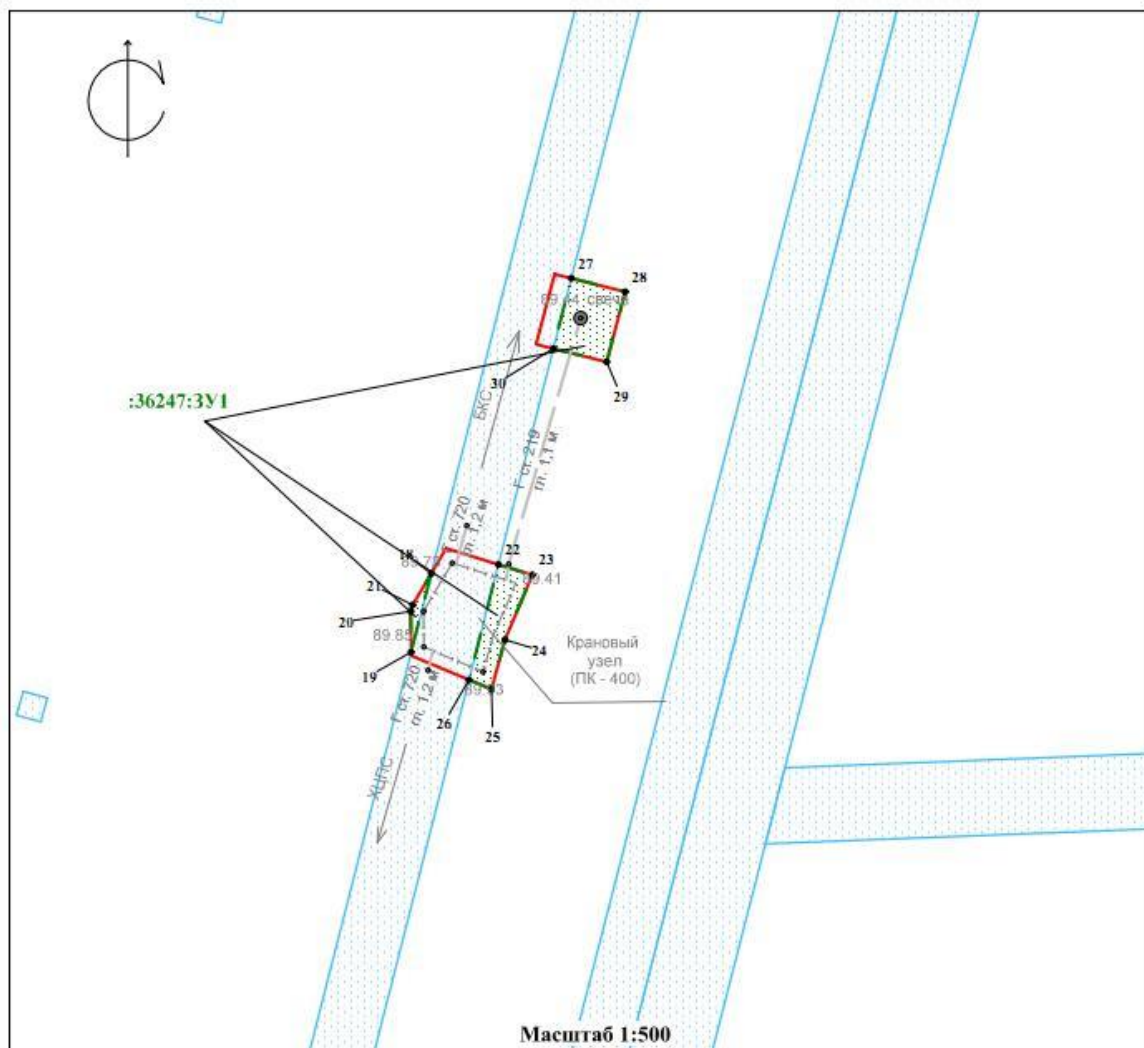 27
28
89.44 свеча
30
29
БКС
:36247:ЗУ1
Г ст. 219
гл. 1,1 м
Г ст. 720
гл. 1,2 м
18
22
23
89.41
21
20
89.85
24
19
Крановый
узел
(ПК - 400)
26
25
Г ст. 720
гл. 1,2 м
ХЦПС
Масштаб 1:500